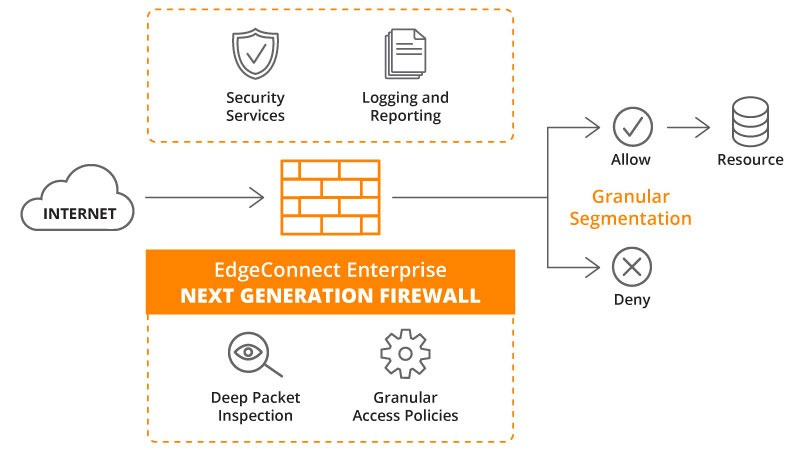 Security
Services
Logging and
Reporting
INTERNET
Allow
Resource
Granular
Segmentation
Deny
EdgeConnect Enterprise
NEXT GENERATION FIREWALL
Deep Packet
Inspection
Granular
Access Policies